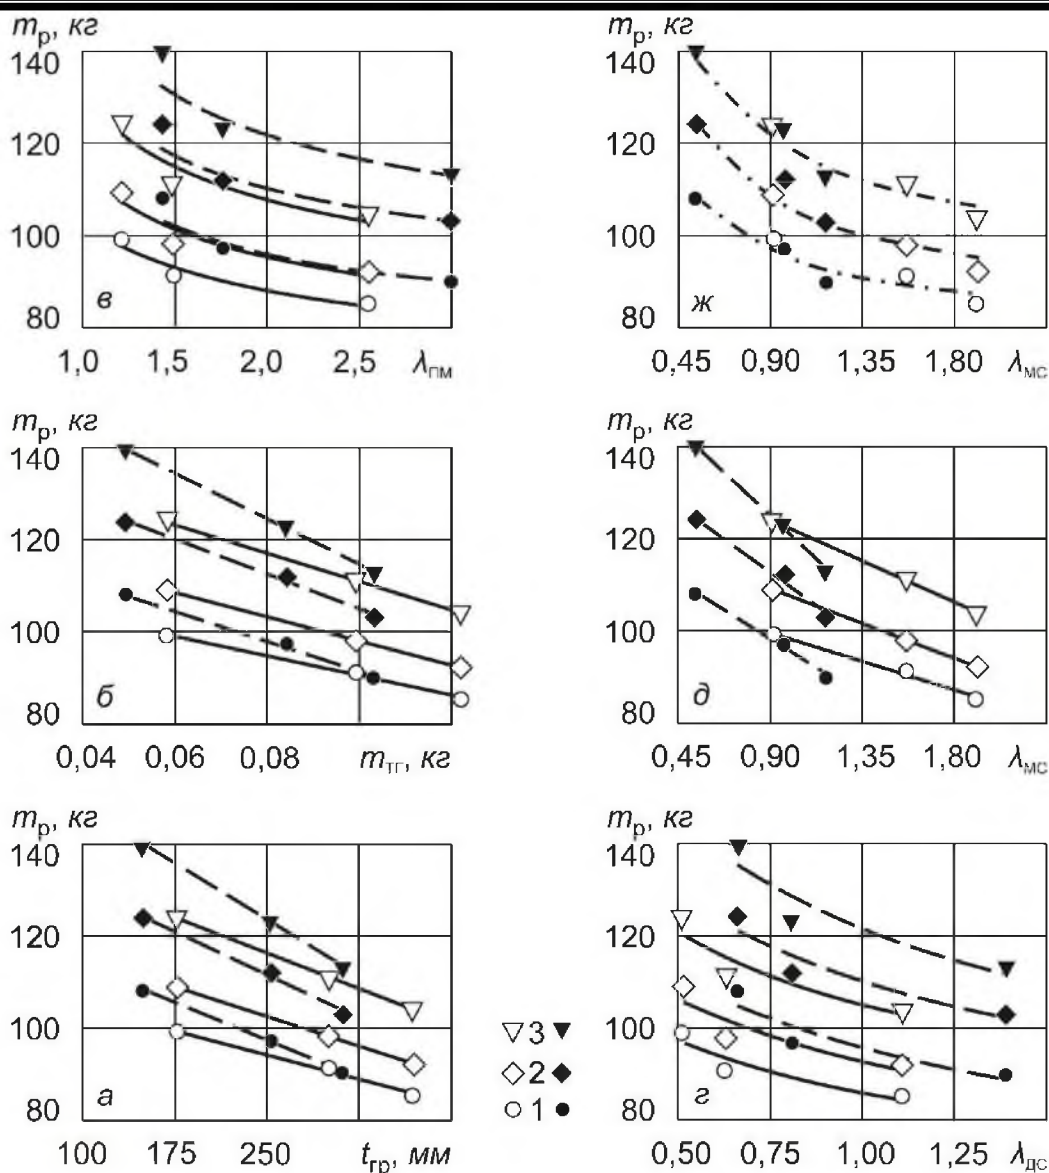 m_р, кг
140
120
100
80
в
1,0 1,5 2,0 2,5 λ_ПМ
m_р, кг
140
120
100
80
ж
0,45 0,90 1,35 1,80 λ_МС
m_р, кг
140
120
100
80
б
0,04 0,06 0,08 m_ТГ, кг
m_р, кг
140
120
100
80
д
0,45 0,90 1,35 1,80 λ_МС
m_р, кг
140
120
100
80
а
100 175 250 t_гр, мм
▽ 3 ▼
◇ 2 ◆
○ 1 ●
140
120
100
80
г
0,50 0,75 1,00 1,25 λ_ДС
m_р, кг